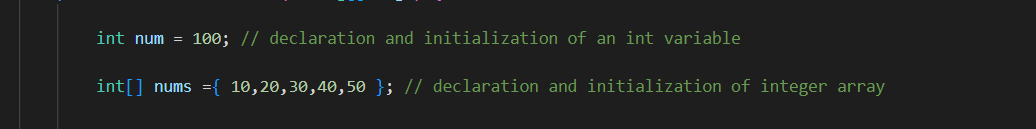 int num = 100; // declaration and initialization of an int variable
int[] nums ={ 10,20,30,40,50 }; // declaration and initialization of integer array